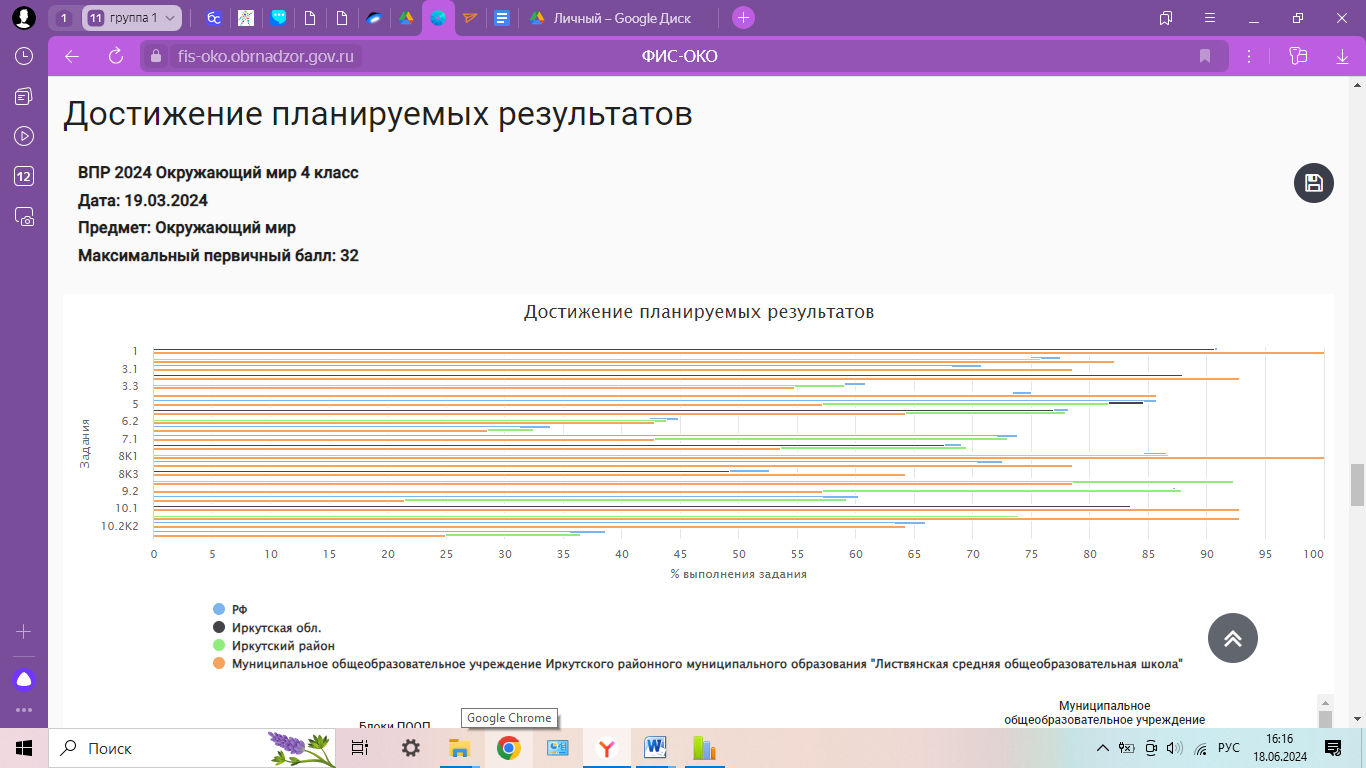 1
11 группа 1
Личный – Google Диск
fis-oko.obrnadzor.gov.ru
ФИС-ОКО
12
Достижение планируемых результатов
ВПР 2024 Окружающий мир 4 класс
Дата: 19.03.2024
Предмет: Окружающий мир
Максимальный первичный балл: 32
Достижение планируемых результатов
Задания
1
3.1
3.3
5
6.2
7.1
8К1
8К3
9.2
10.1
10.2К2
0 5 10 15 20 25 30 35 40 45 50 55 60 65 70 75 80 85 90 95 100
% выполнения задания
РФ
Иркутская обл.
Иркутский район
Муниципальное общеобразовательное учреждение Иркутского районного муниципального образования "Листвянская средняя общеобразовательная школа"
Муниципальное
общеобразовательное учреждение
Блоки ПООП
Google Chrome
Поиск
РУС
16:16
18.06.2024